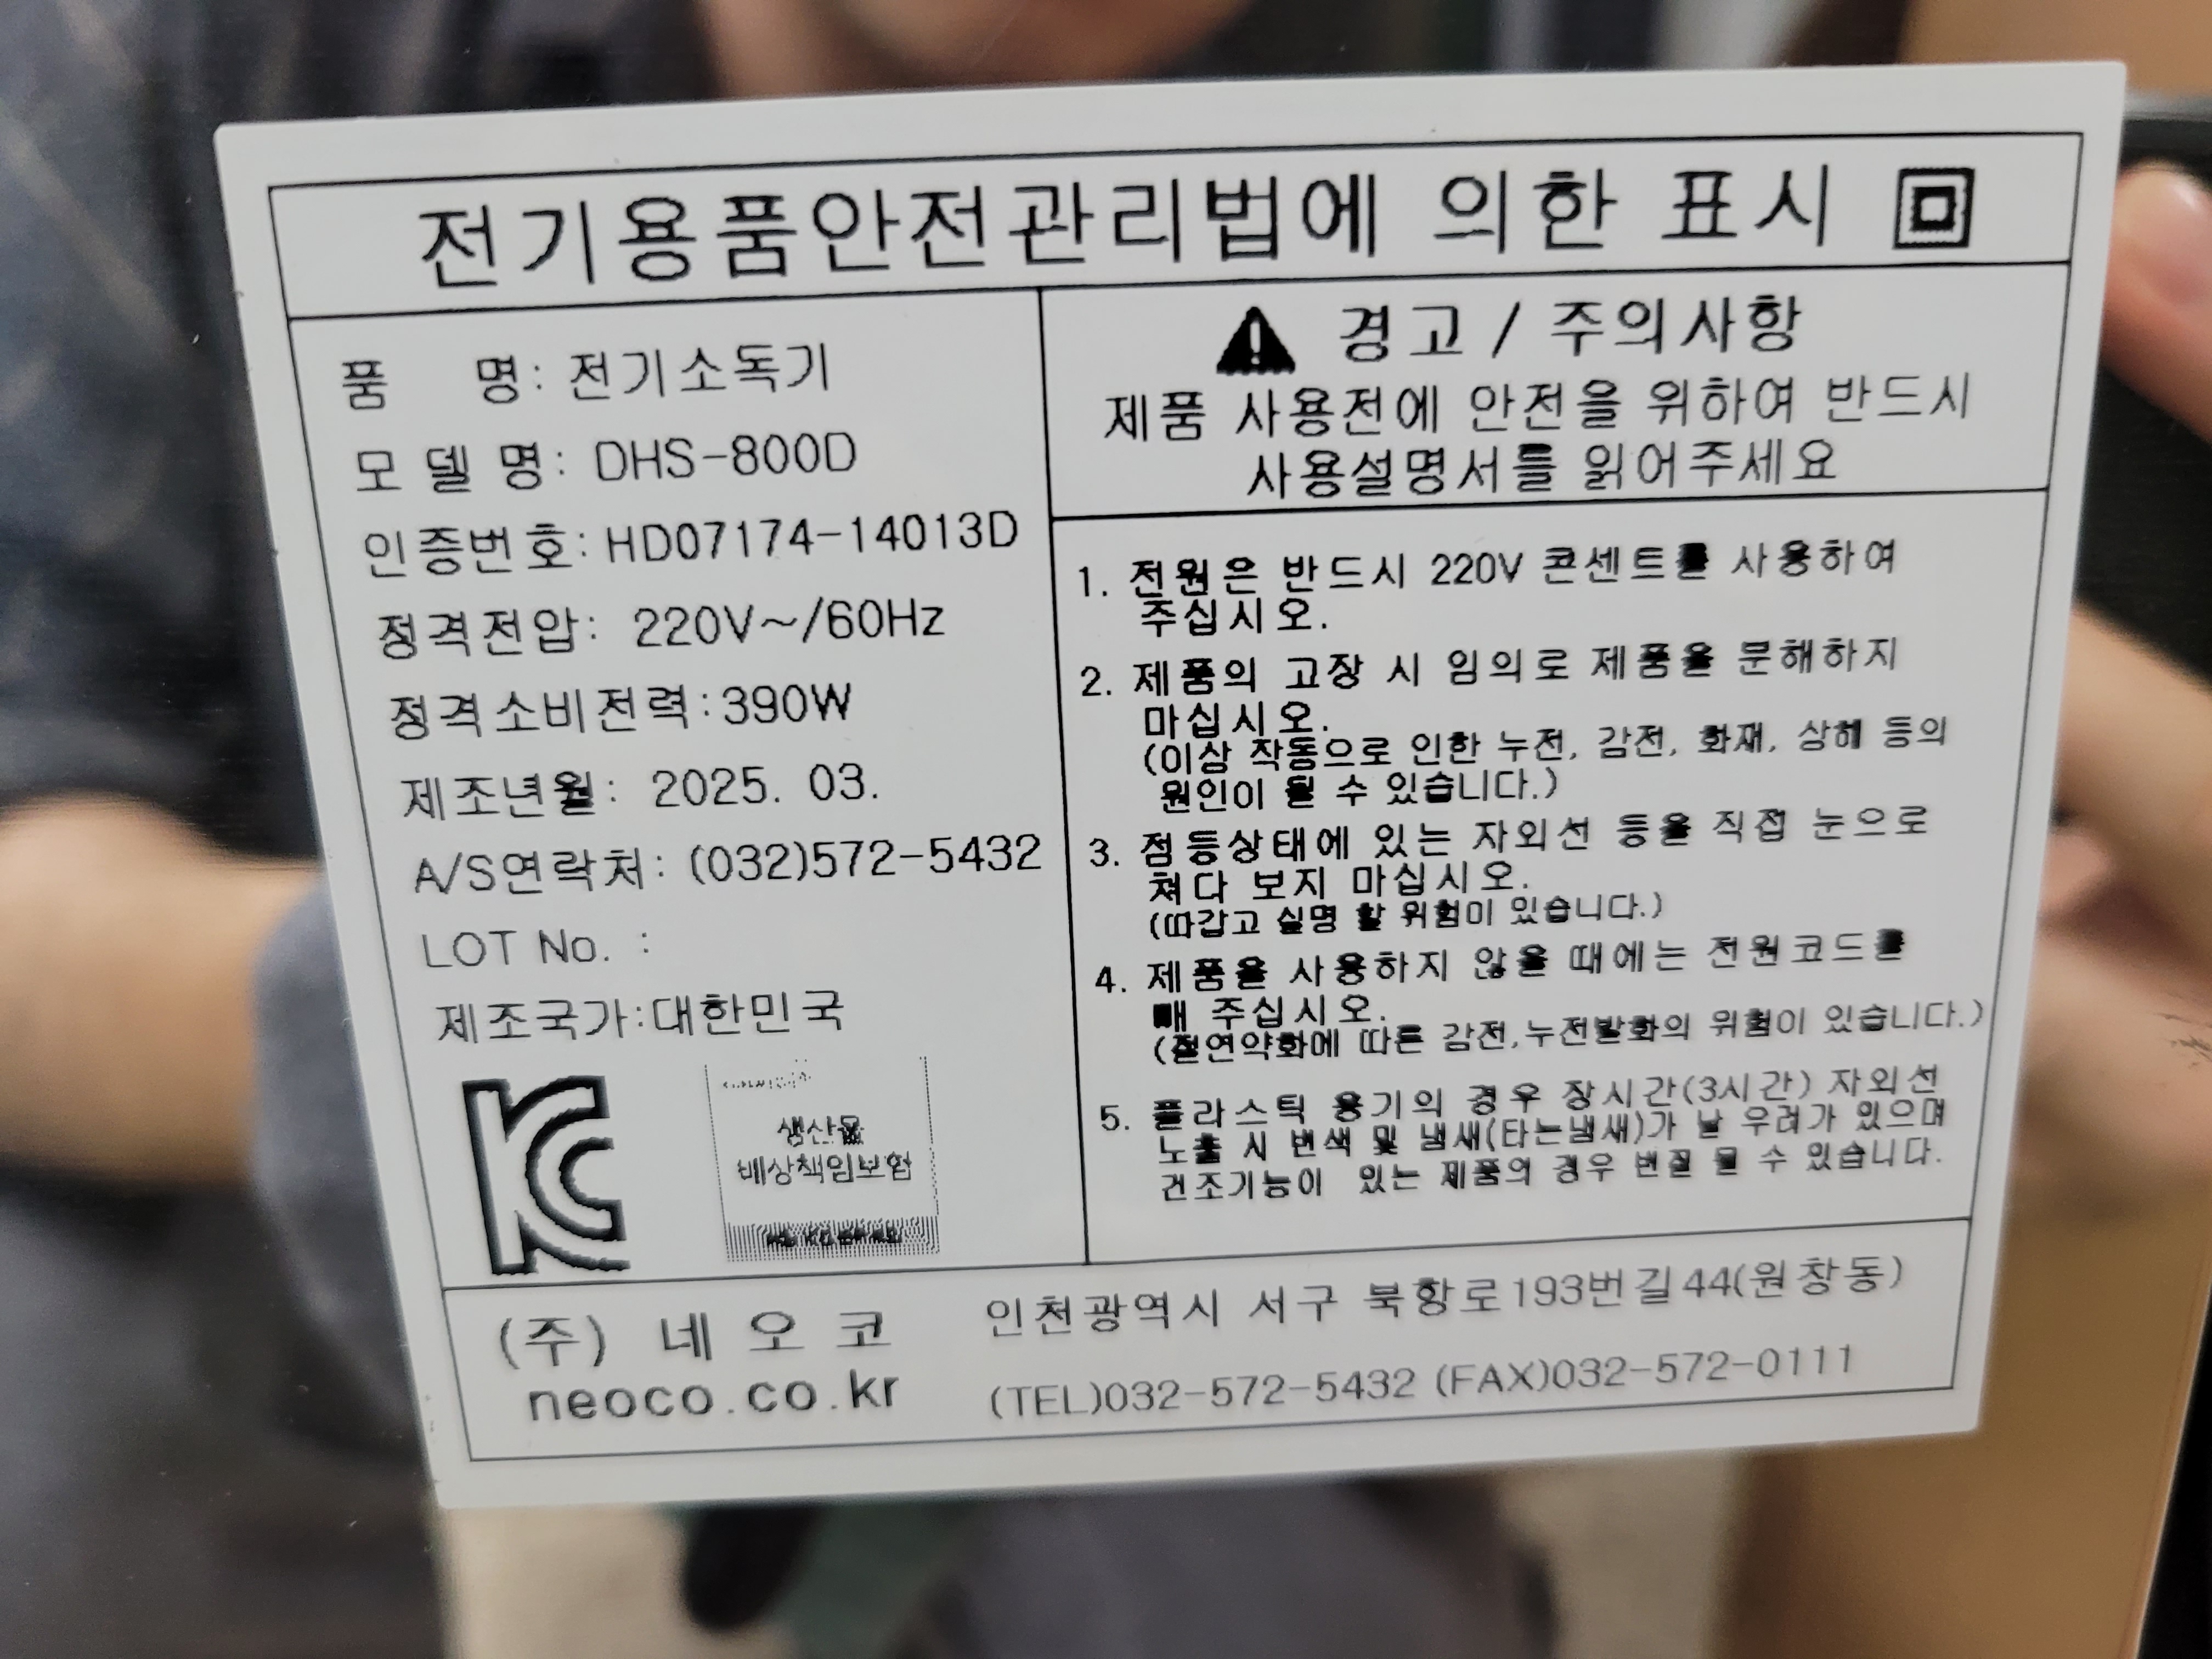 전기용품안전관리법에 의한 표시
품 명: 전기소독기
모 델 명: DHS-800D
인증번호: HD07174-14013D
정격전압: 220V~/60Hz
정격소비전력:390W
제조년월: 2025. 03.
A/S연락처: (032)572-5432
LOT No. :
제조국가:대한민국
생산물
배상책임보험
경고 / 주의사항
제품 사용전에 안전을 위하여 반드시
사용설명서를 읽어주세요
1. 전원은 반드시 220V 콘센트를 사용하여
주십시오.
2. 제품의 고장 시 임의로 제품을 분해하지
마십시오.
(이상 작동으로 인한 누전, 감전, 화재, 상해 등의
원인이 될 수 있습니다.)
3. 점등상태에 있는 자외선 등을 직접 눈으로
쳐다 보지 마십시오.
(따갑고 실명 할 위험이 있습니다.)
4. 제품을 사용하지 않을 때에는 전원코드를
빼 주십시오.
(절연약화에 따른 감전,누전발화의 위험이 있습니다.)
5. 플라스틱 용기의 경우 장시간(3시간) 자외선
노출 시 변색 및 냄새(타는냄새)가 날 우려가 있으며
건조기능이 있는 제품의 경우 변질 될 수 있습니다.
(주) 네 오 코
neoco.co.kr
인천광역시 서구 북항로193번길44(원창동)
(TEL)032-572-5432 (FAX)032-572-0111